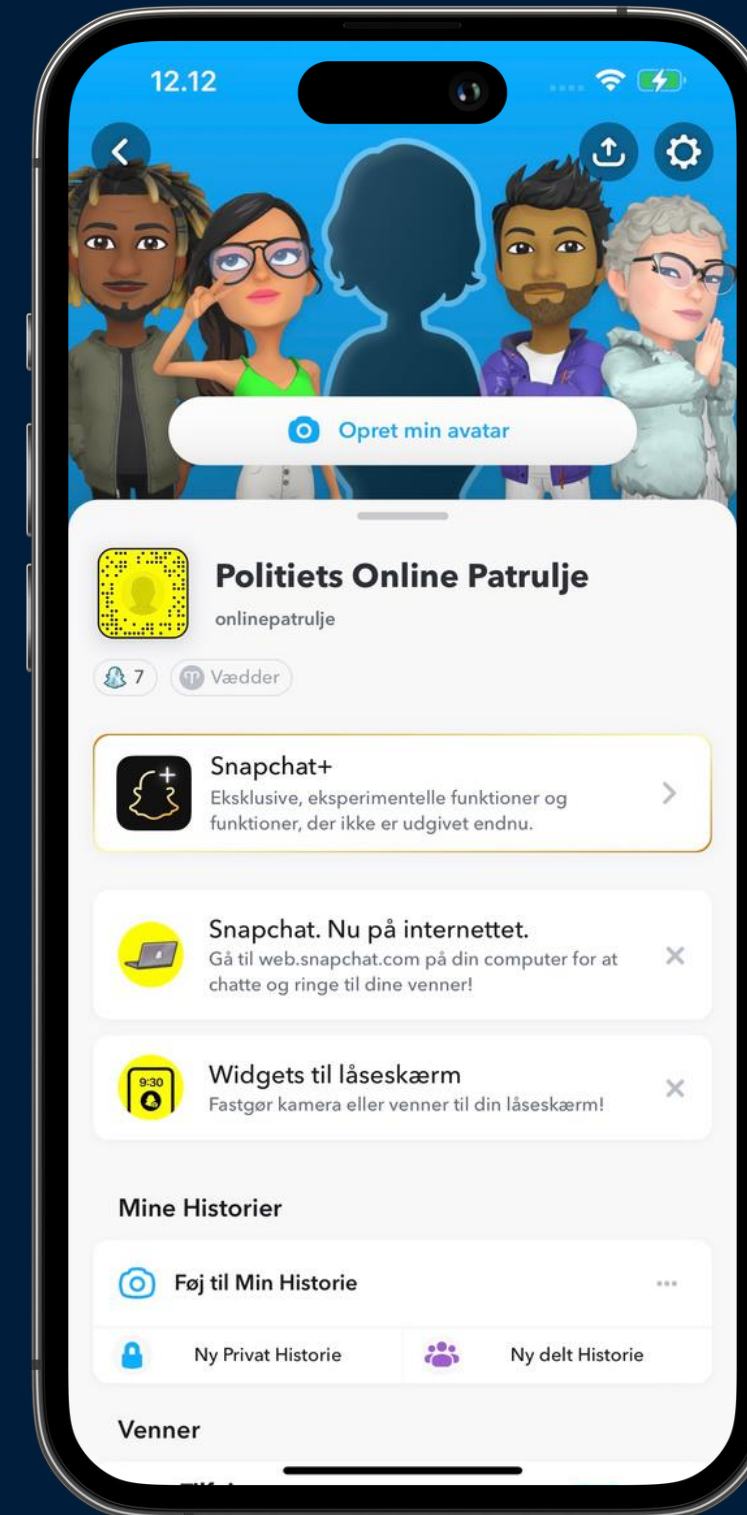 12.12
Opret min avatar
Politiets Online Patrulje
onlinepatrulje
7
Vædder
Snapchat+
Eksklusive, eksperimentelle funktioner og
funktioner, der ikke er udgivet endnu.
Snapchat. Nu på internettet.
Gå til web.snapchat.com på din computer for at
chatte og ringe til dine venner!
9:30
Widgets til låseskærm
Fastgør kamera eller venner til din låseskærm!
Mine Historier
Føj til Min Historie
Ny Privat Historie
Ny delt Historie
Venner